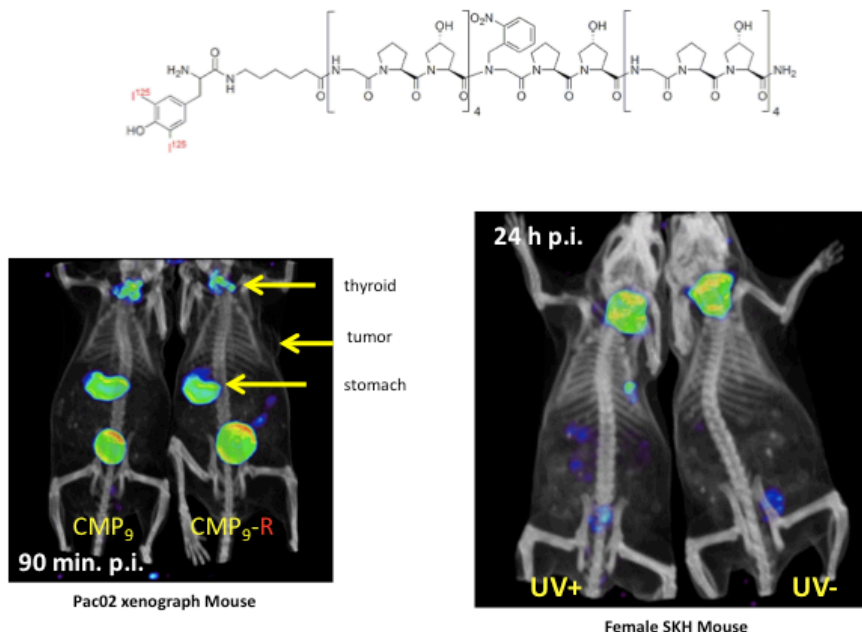 O₂N
OH
OH
OH
H₂N
O
H
N
N
H
O
N
O
N
O
4
N
O
N
O
N
O
H
N
O
N
O
N
O
NH₂
4
I¹²⁵
HO
I¹²⁵
thyroid
tumor
stomach
CMP₉
CMP₉-R
90 min. p.i.
Pac02 xenograph Mouse
24 h p.i.
UV+
UV-
Female SKH Mouse